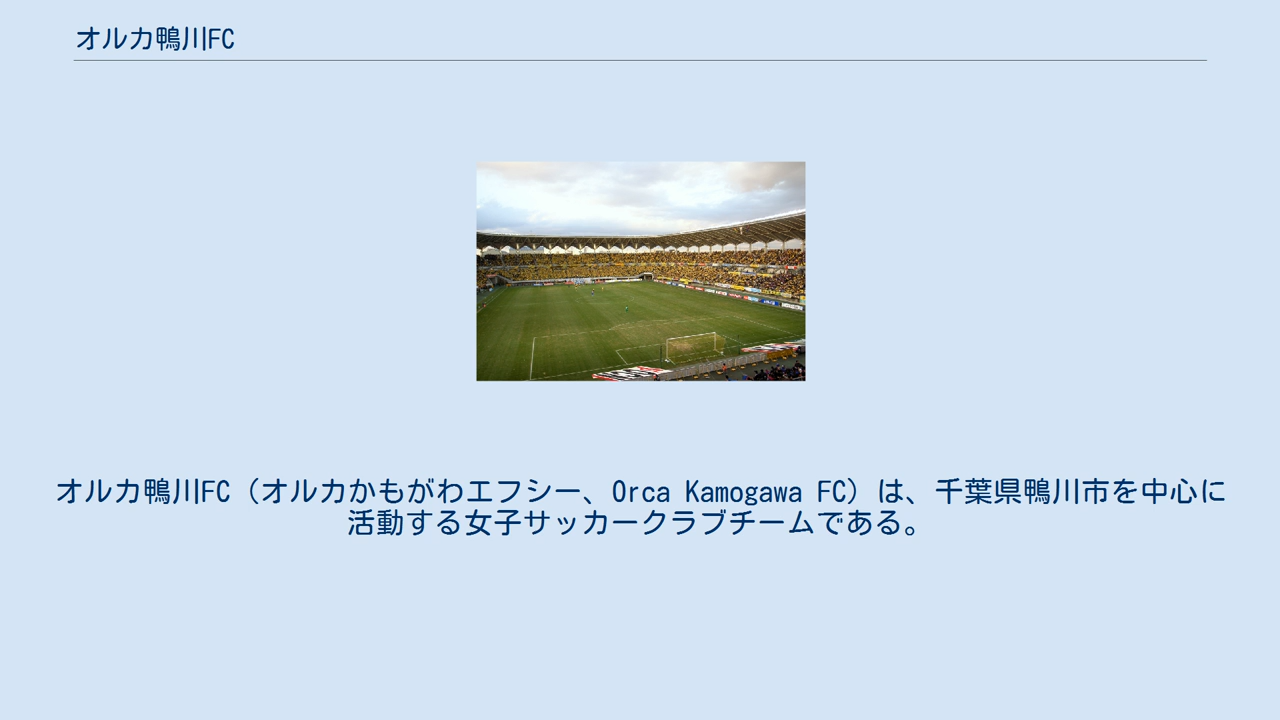 オルカ鴨川FC
オルカ鴨川FC（オルカかもがわエフシー、Orca Kamogawa FC）は、千葉県鴨川市を中心に
活動する女子サッカークラブチームである。